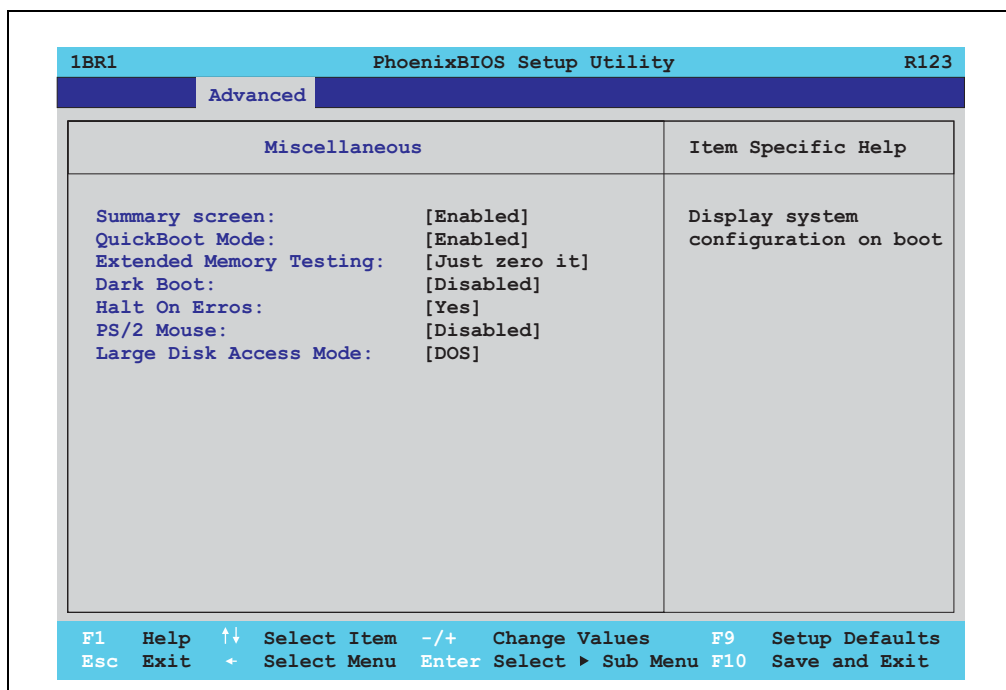 1BR1 PhoenixBIOS Setup Utility R123
Advanced
Miscellaneous Item Specific Help
Summary screen: [Enabled] Display system
QuickBoot Mode: [Enabled] configuration on boot
Extended Memory Testing: [Just zero it]
Dark Boot: [Disabled]
Halt On Erros: [Yes]
PS/2 Mouse: [Disabled]
Large Disk Access Mode: [DOS]
F1 Help ↑↓ Select Item -/+ Change Values F9 Setup Defaults
Esc Exit ← Select Menu Enter Select ▶ Sub Menu F10 Save and Exit